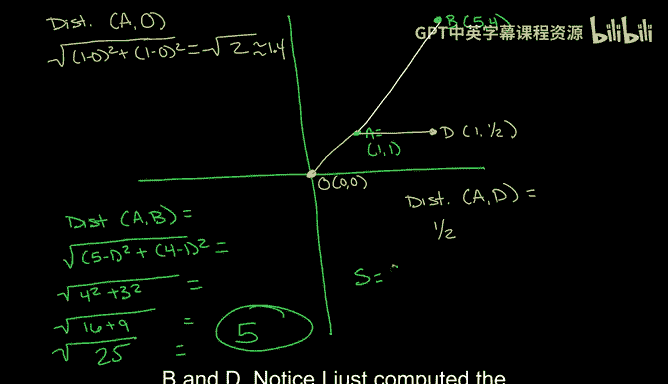 Dist. (A,O)
√(1-0)²+(1-0)² = √2 ≈ 1.4
B (5,4)
GPT中英字幕课程资源 bilibili
A=
(1,1)
D (1,½)
O(0,0)
Dist. (A,D) =
½
Dist (A,B) =
√(5-1)²+(4-1)² =
√4²+3² =
√16+9 =
√25 =
5
S=
B and D. Notice I just computed the